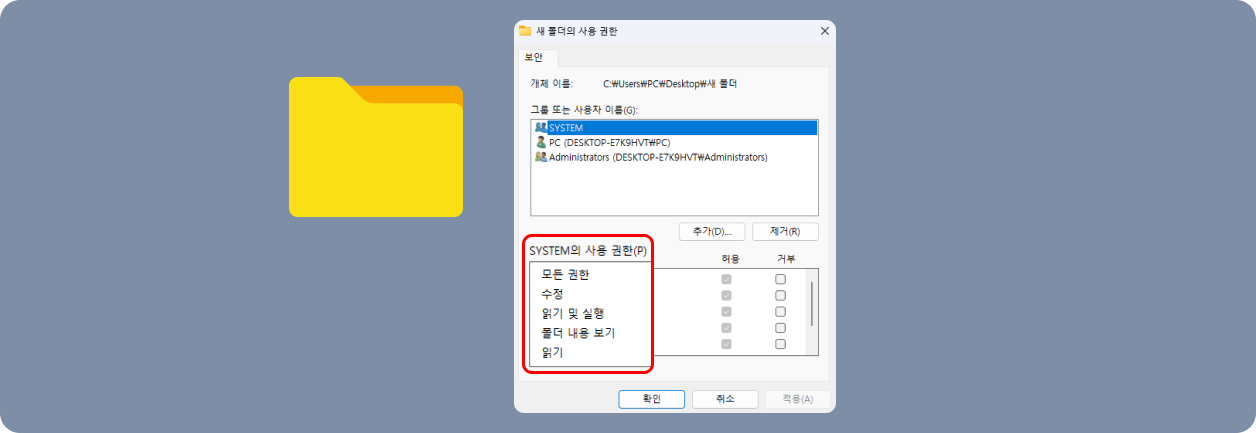 새 폴더의 사용 권한
보안
개체 이름: C:₩Users₩PC₩Desktop₩새 폴더
그룹 또는 사용자 이름(G):
SYSTEM
PC (DESKTOP-E7K9HVT₩PC)
Administrators (DESKTOP-E7K9HVT₩Administrators)
추가(D)... 제거(R)
SYSTEM의 사용 권한(P) 허용 거부
모든 권한
수정
읽기 및 실행
폴더 내용 보기
읽기
확인 취소 적용(A)